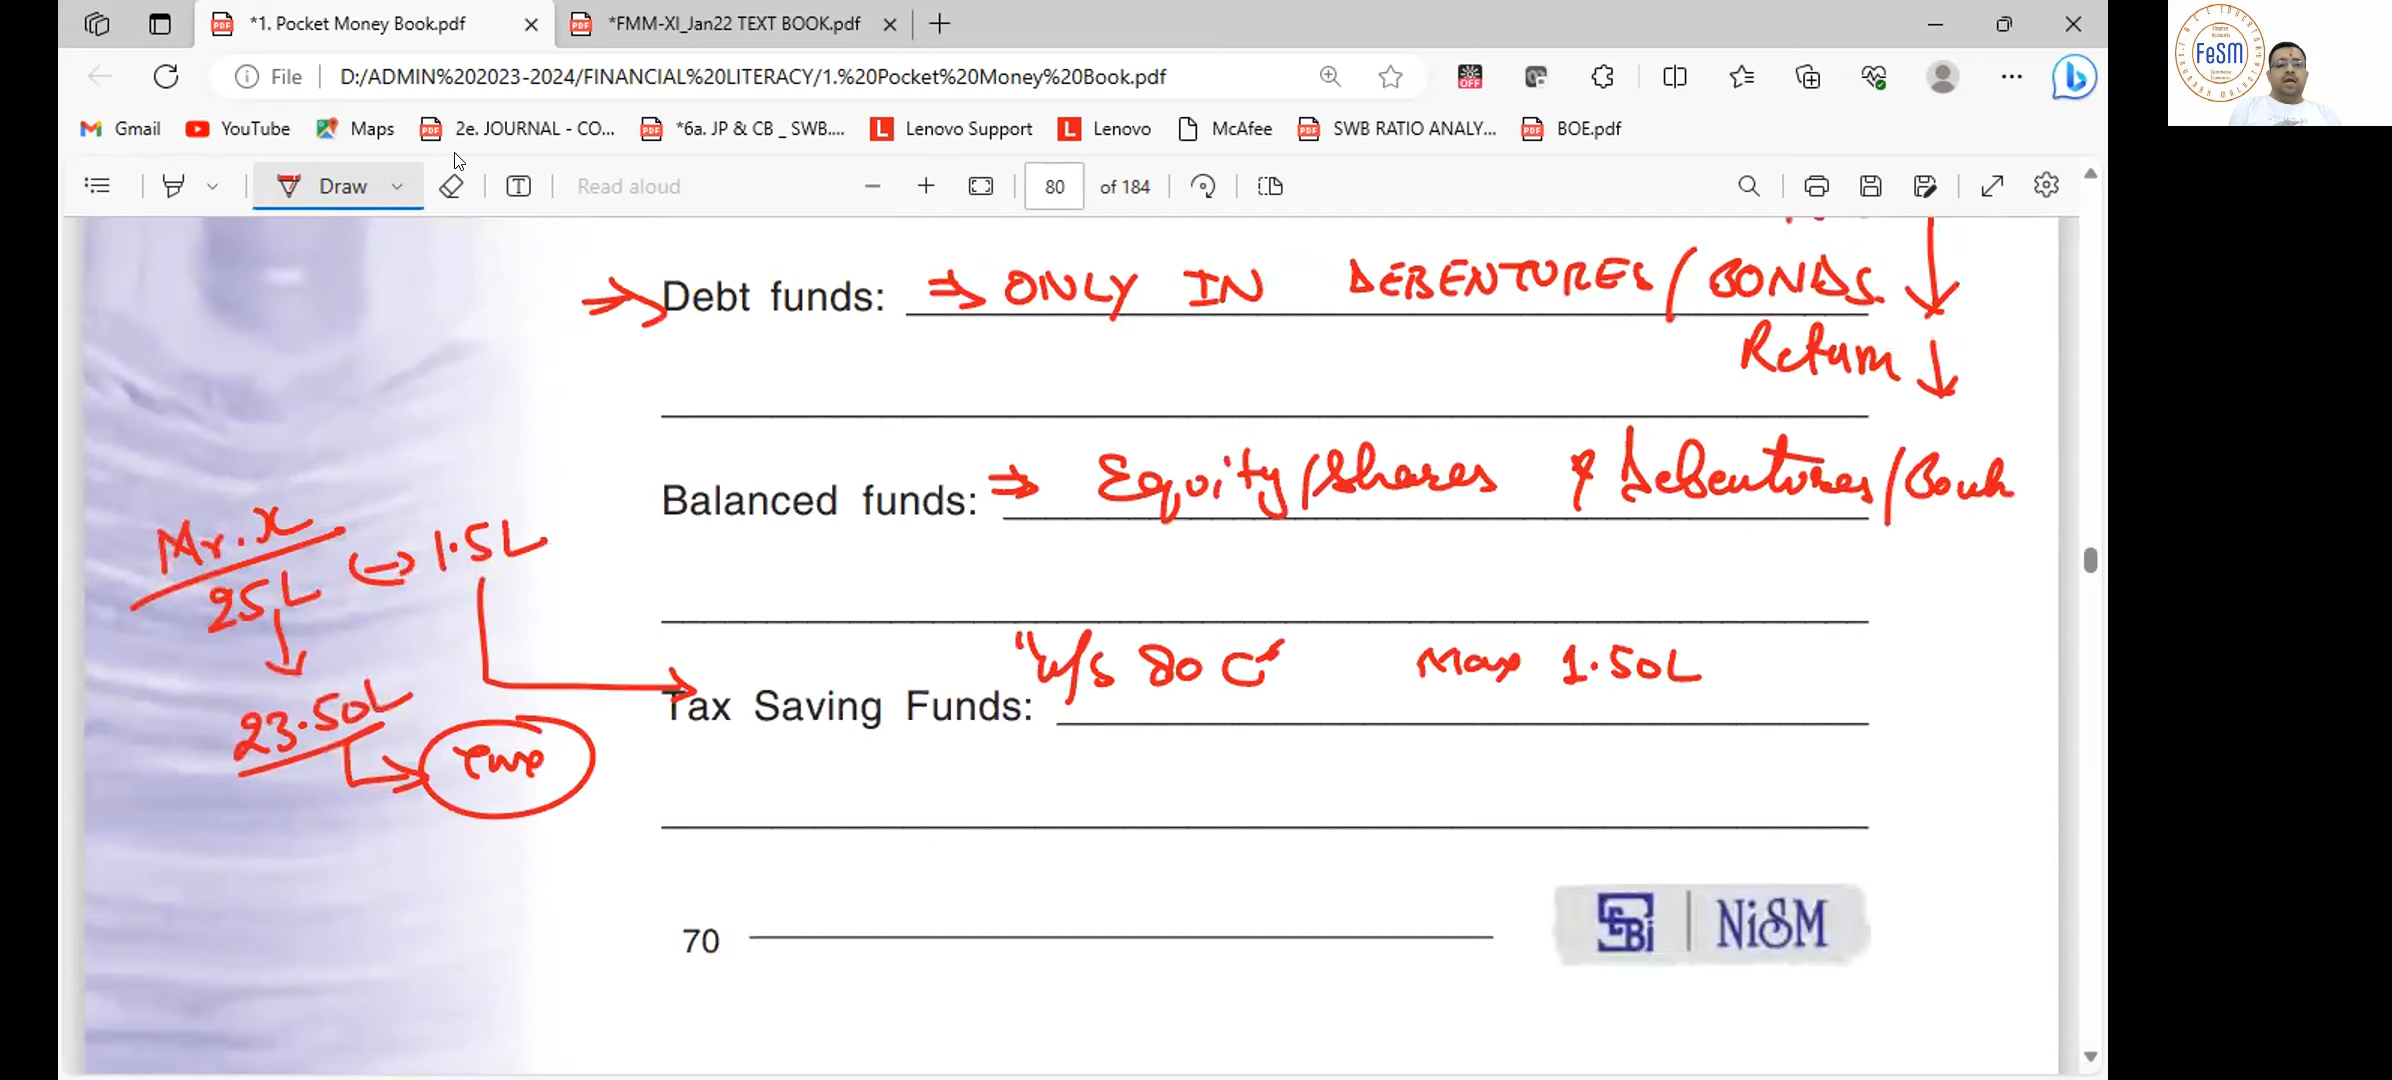 *1. Pocket Money Book.pdf
*FMM-XI_Jan22 TEXT BOOK.pdf
File D:/ADMIN%202023-2024/FINANCIAL%20LITERACY/1.%20Pocket%20Money%20Book.pdf
OFF
Gmail YouTube Maps 2e. JOURNAL - CO... *6a. JP & CB _ SWB.... Lenovo Support Lenovo McAfee SWB RATIO ANALY... BOE.pdf
Draw Read aloud 80 of 184
Debt funds: ⇒ ONLY IN DEBENTURES/BONDS.
Return ↓
Balanced funds: ⇒ Equity/Shares & Debentures/
Mr. X
25L (-) 1.5L
23.50L
"u/s 80 C" Max 1.50L
Tax Saving Funds:
70
SEBI | NiSM
FeSM